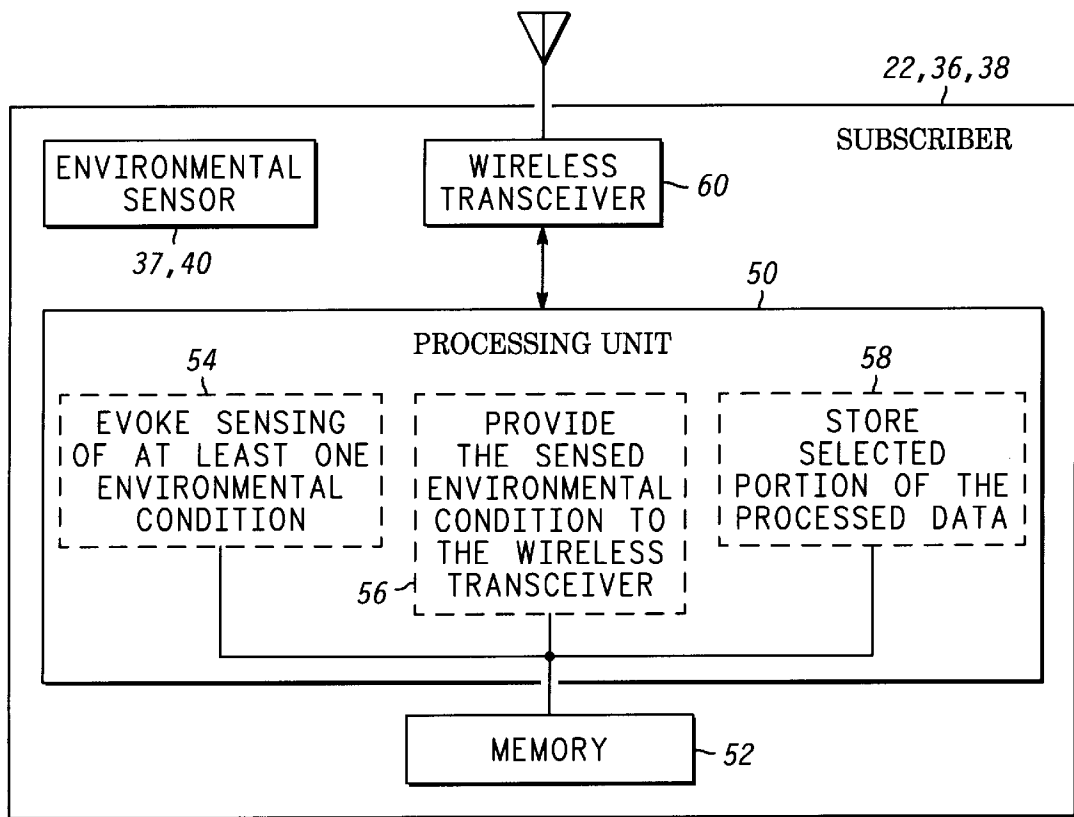 22,36,38
SUBSCRIBER
ENVIRONMENTAL
SENSOR
37,40
WIRELESS
TRANSCEIVER
60
50
PROCESSING UNIT
54
EVOKE SENSING
OF AT LEAST ONE
ENVIRONMENTAL
CONDITION
PROVIDE
THE SENSED
ENVIRONMENTAL
CONDITION TO
THE WIRELESS
TRANSCEIVER
56
58
STORE
SELECTED
PORTION OF THE
PROCESSED DATA
MEMORY
52